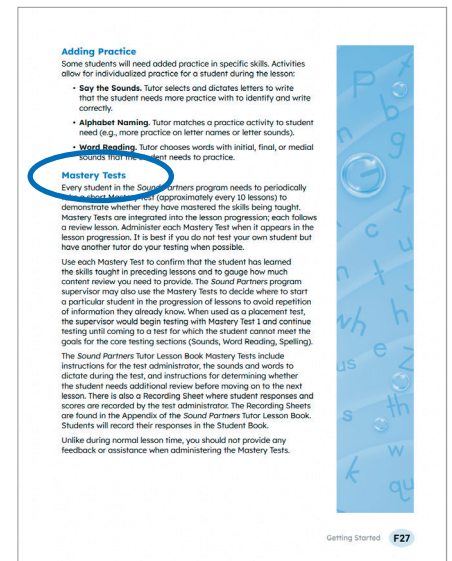 Adding Practice
Some students will need added practice in specific skills. Activities
allow for individualized practice for a student during the lesson:
• Say the Sounds. Tutor selects and dictates letters to write
that the student needs more practice with to identify and write
correctly.
• Alphabet Naming. Tutor matches a practice activity to student
need (e.g., more practice on letter names or letter sounds).
• Word Reading. Tutor chooses words with initial, final, or medial
sounds that the student needs to practice.
Mastery Tests
Every student in the Sound Partners program needs to periodically
a short Mastery Test (approximately every 10 lessons) to
demonstrate whether they have mastered the skills being taught.
Mastery Tests are integrated into the lesson progression; each follows
a review lesson. Administer each Mastery Test when it appears in the
lesson progression. It is best if you do not test your own student but
have another tutor do your testing when possible.
Use each Mastery Test to confirm that the student has learned
the skills taught in preceding lessons and to gauge how much
content review you need to provide. The Sound Partners program
supervisor may also use the Mastery Tests to decide where to start
a particular student in the progression of lessons to avoid repetition
of information they already know. When used as a placement test,
the supervisor would begin testing with Mastery Test 1 and continue
testing until coming to a test for which the student cannot meet the
goals for the core testing sections (Sounds, Word Reading, Spelling).
The Sound Partners Tutor Lesson Book Mastery Tests include
instructions for the test administrator, the sounds and words to
dictate during the test, and instructions for determining whether
the student needs additional review before moving on to the next
lesson. There is also a Recording Sheet where student responses and
scores are recorded by the test administrator. The Recording Sheets
are found in the Appendix of the Sound Partners Tutor Lesson Book.
Students will record their responses in the Student Book.
Unlike during normal lesson time, you should not provide any
feedback or assistance when administering the Mastery Tests.
P
b
n
g
I
c
u
n
t
wh
h
us
e
Z
s
th
w
k
qu
Getting Started F27